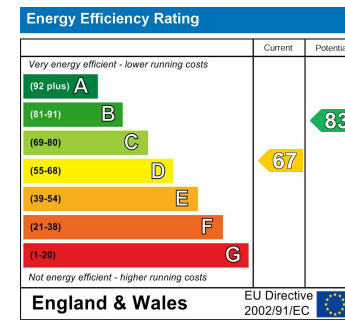 Energy Efficiency Rating
Current
Very energy efficient - lower running costs
(92 plus) A
(81-91) B
(69-80) C
(55-68) D
(39-54) E
(21-38) F
(1-20) G
67
83
Not energy efficient - higher running costs
England & Wales
EU Directive
2002/91/EC